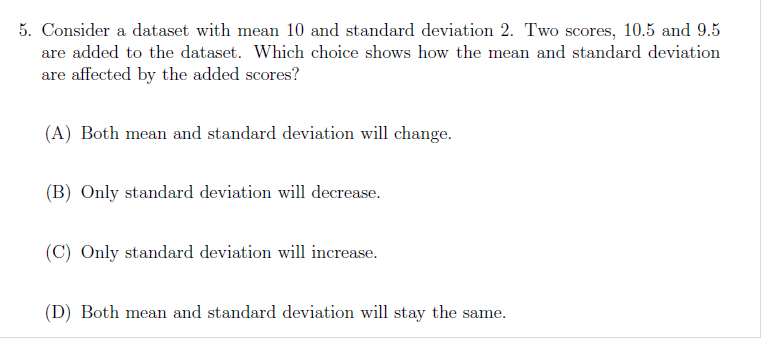 5. Consider a dataset with mean 10 and standard deviation 2. Two scores, 10.5 and 9.5
are added to the dataset. Which choice shows how the mean and standard deviation
are affected by the added scores?
(A) Both mean and standard deviation will change.
(B) Only standard deviation will decrease.
(C) Only standard deviation will increase.
(D) Both mean and standard deviation will stay the same.